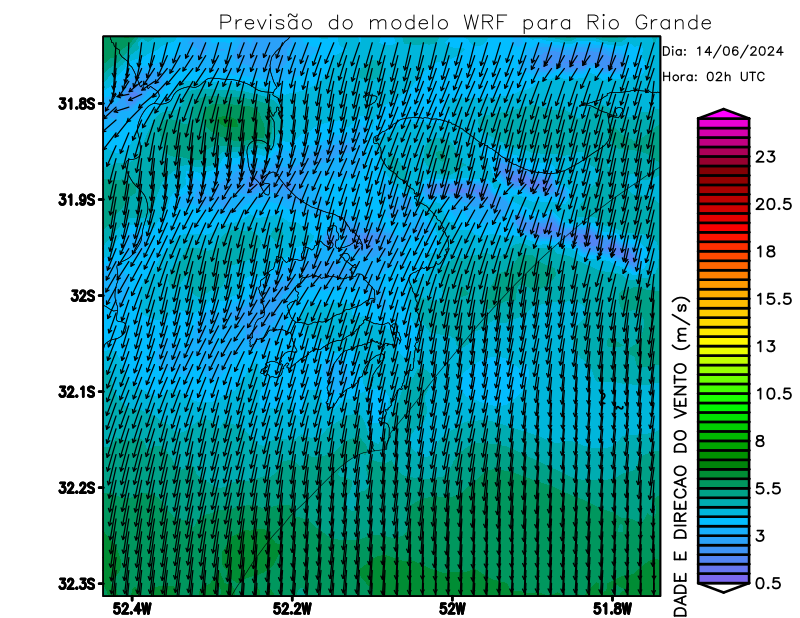 Previsão do modelo WRF para Rio Grande
Dia: 14/06/2024
Hora: 02h UTC
31.8S
31.9S
32S
32.1S
32.2S
32.3S
52.4W
52.2W
52W
51.8W
DADE E DIRECAO DO VENTO (m/s)
23
20.5
18
15.5
13
10.5
8
5.5
3
0.5